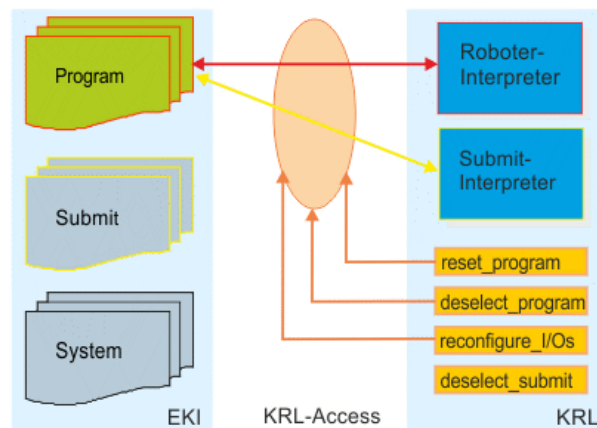 Program
Submit
System
EKI
KRL-Access
Roboter-
Interpreter
Submit-
Interpreter
reset_program
deselect_program
reconfigure_I/Os
deselect_submit
KRL